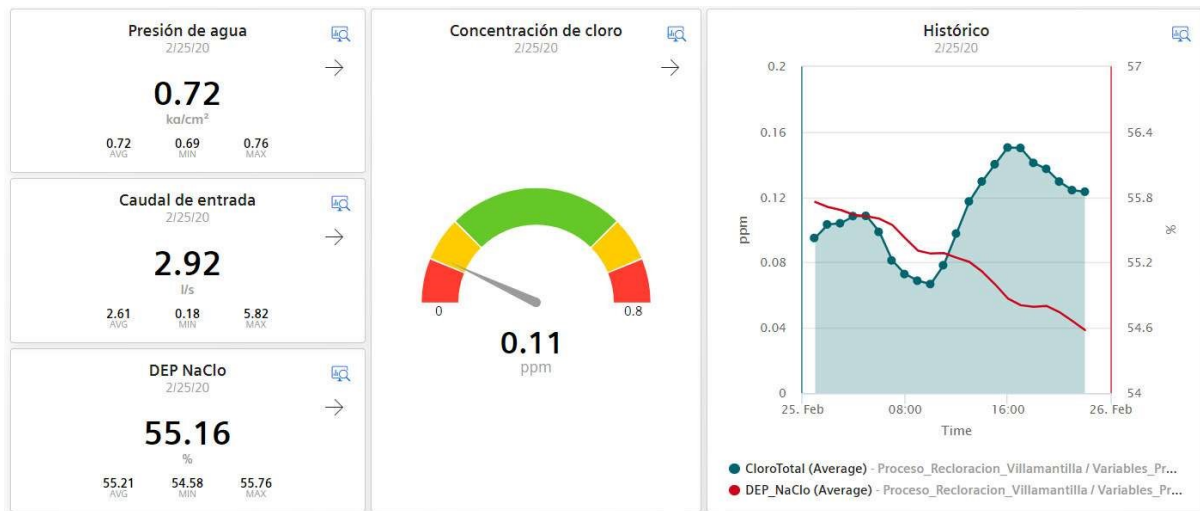 Presión de agua
2/25/20
0.72
kg/cm²
0.72 0.69 0.76
AVG MIN MAX
Caudal de entrada
2/25/20
2.92
l/s
2.61 0.18 5.82
AVG MIN MAX
DEP NaClo
2/25/20
55.16
%
55.21 54.58 55.76
AVG MIN MAX
Concentración de cloro
2/25/20
0 0.8
0.11
ppm
Histórico
2/25/20
0.2 57
0.16 56.4
0.12 55.8
ppm %
0.08 55.2
0.04 54.6
0 54
25. Feb 08:00 16:00 26. Feb
Time
CloroTotal (Average) - Proceso_Recloracion_Villamantilla / Variables_Pr...
DEP_NaClo (Average) - Proceso_Recloracion_Villamantilla / Variables_Pr...